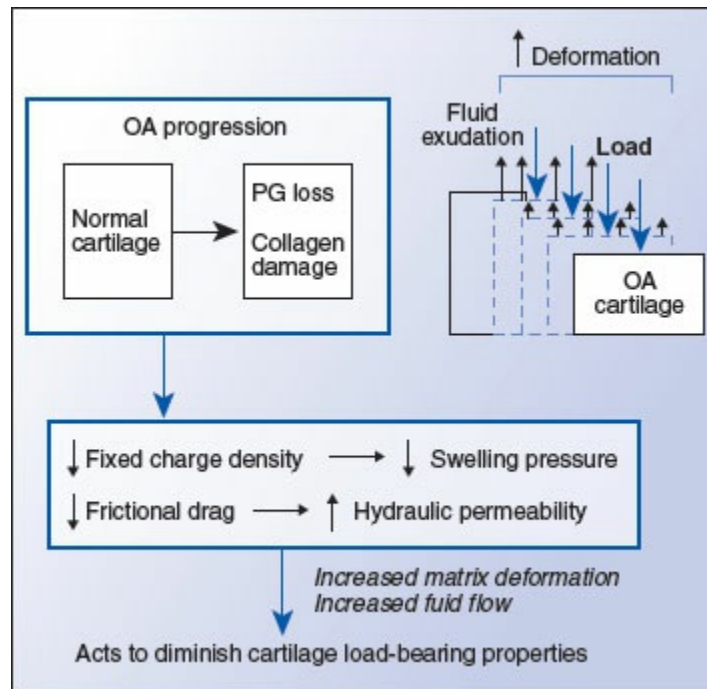 OA progression
Normal
cartilage
PG loss
Collagen
damage
↑ Deformation
Fluid
exudation
Load
OA
cartilage
↓ Fixed charge density → ↓ Swelling pressure
↓ Frictional drag → ↑ Hydraulic permeability
Increased matrix deformation
Increased fuid flow
Acts to diminish cartilage load-bearing properties